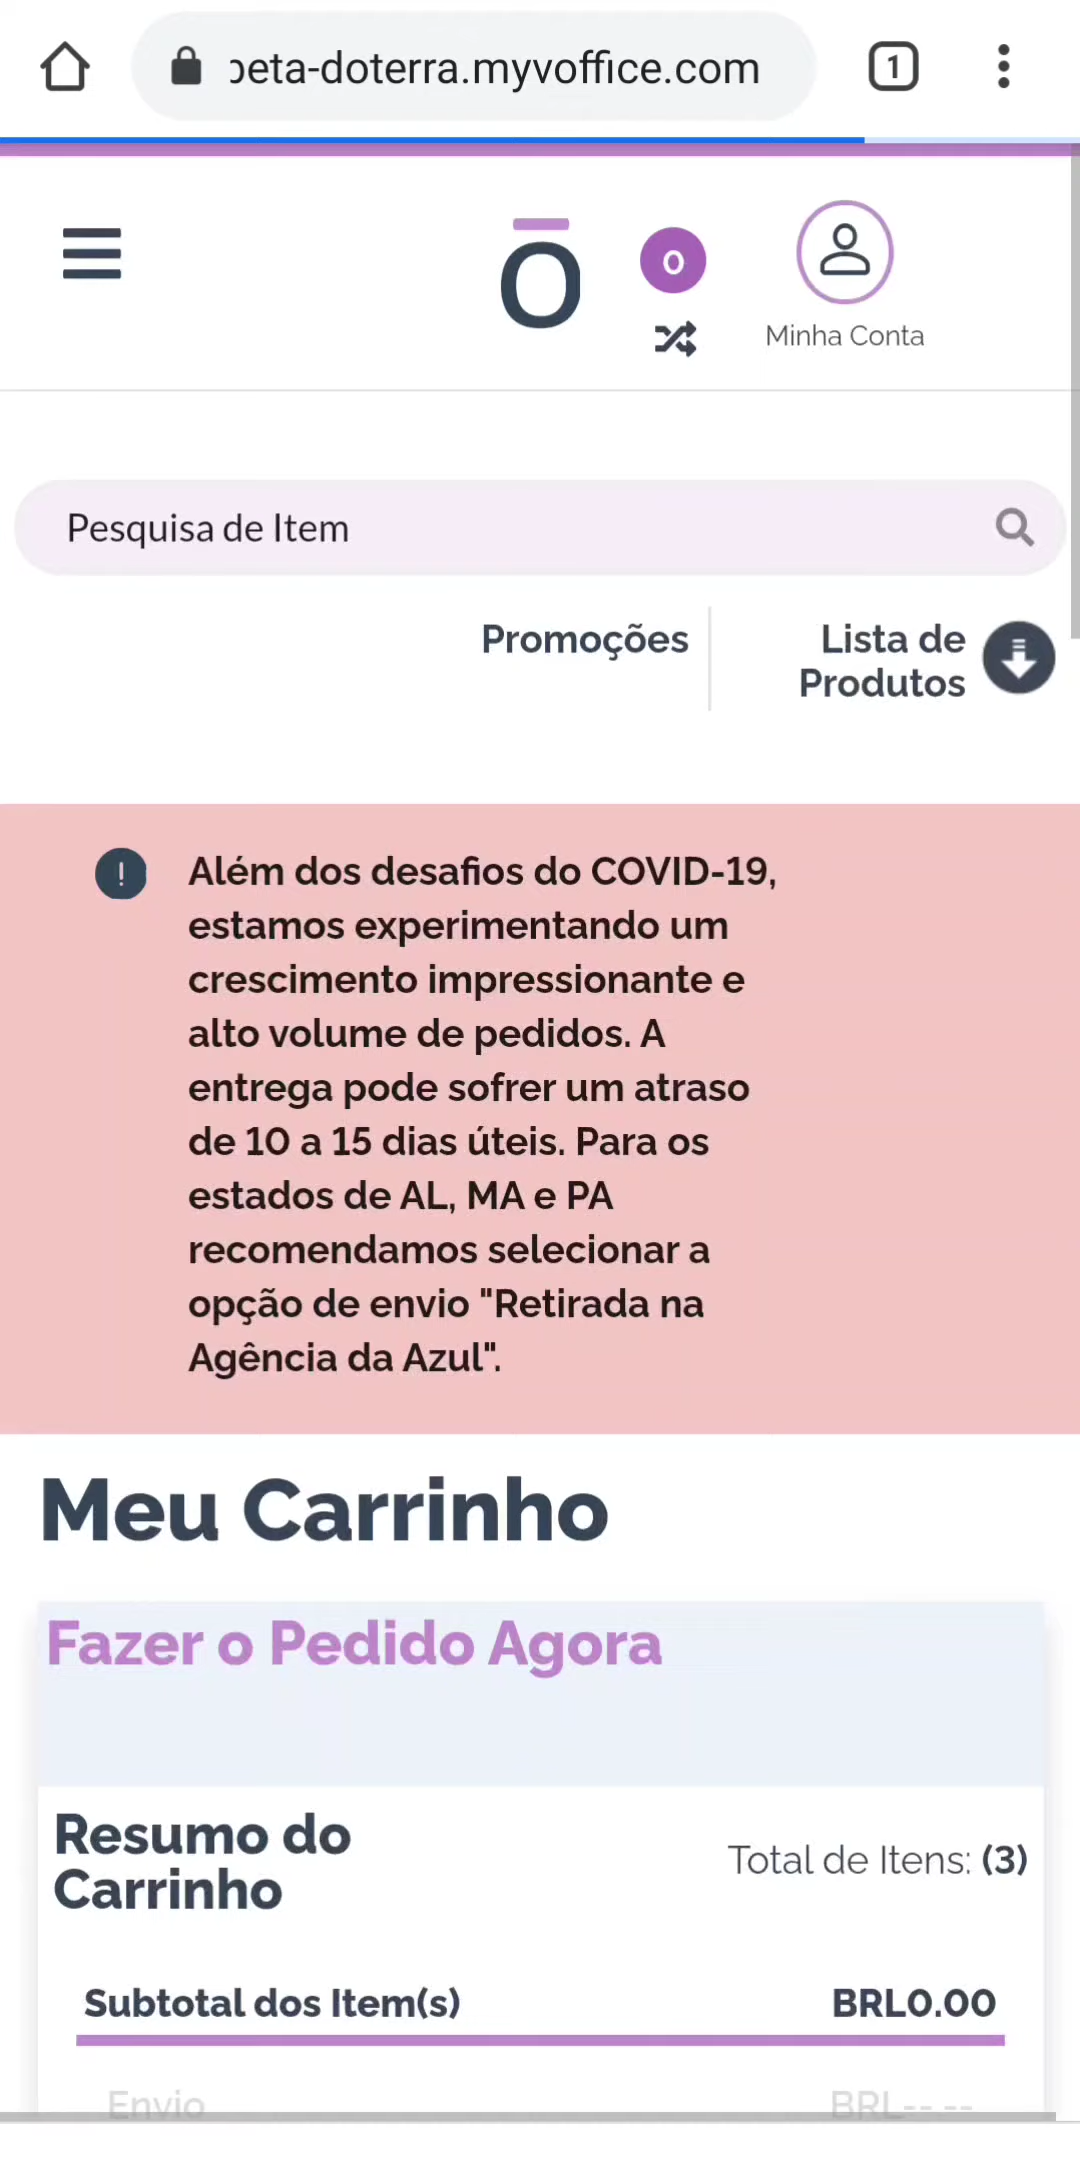 beta-doterra.myvoffice.com
1
0
Minha Conta
Pesquisa de Item
Promoções
Lista de
Produtos
Além dos desafios do COVID-19,
estamos experimentando um
crescimento impressionante e
alto volume de pedidos. A
entrega pode sofrer um atraso
de 10 a 15 dias úteis. Para os
estados de AL, MA e PA
recomendamos selecionar a
opção de envio "Retirada na
Agência da Azul".
Meu Carrinho
Fazer o Pedido Agora
Resumo do
Carrinho
Total de Itens: (3)
Subtotal dos Item(s) BRL0.00
Envio BRL--.--